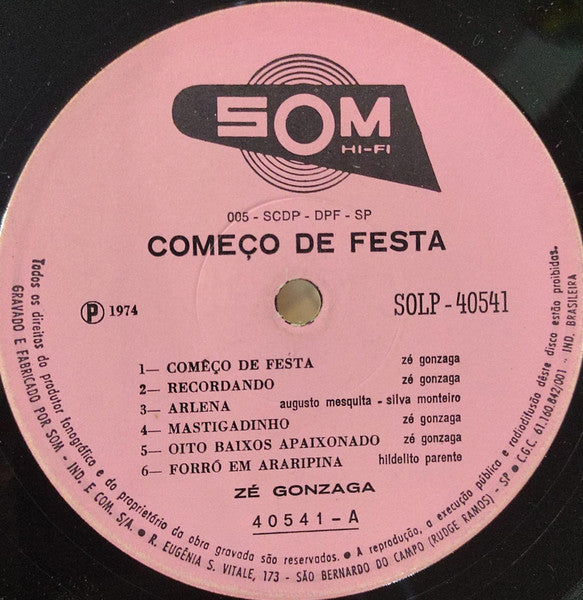 SOM
HI-FI
005 - SCDP - DPF - SP
COMEÇO DE FESTA
Ⓟ 1974
SOLP - 40541
1— COMÊÇO DE FESTA zé gonzaga
2— RECORDANDO zé gonzaga
3— ARLENA augusto mesquita - silva monteiro
4— MASTIGADINHO zé gonzaga
5— OITO BAIXOS APAIXONADO zé gonzaga
6— FORRÓ EM ARARIPINA hildelito parente
ZÉ GONZAGA
40541-A
Todos os direitos do produtor fonográfico e do proprietário da obra gravada são reservados. ● A reprodução, a execução pública e radiodifusão dêste disco estão proibidas.
GRAVADO E FABRICADO POR SOM - IND. E COM. S/A. ● R. EUGÊNIA S. VITALE, 173 - SÃO BERNARDO DO CAMPO (RUDGE RAMOS) - SP ● C.G.C. 61.160.842/001 - IND. BRASILEIRA